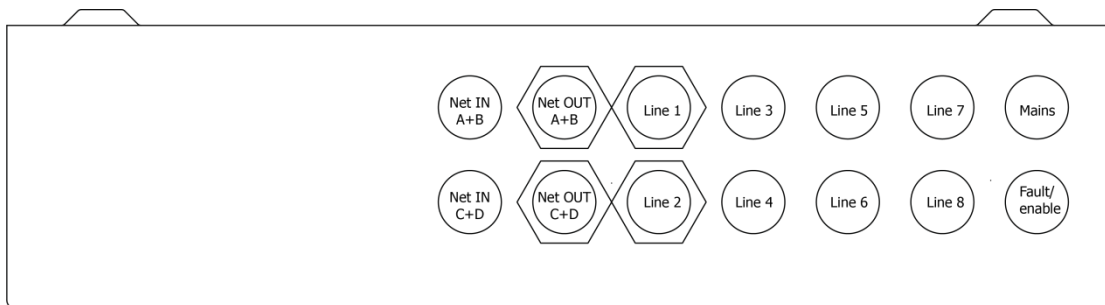 Net IN
A+B
Net OUT
A+B
Line 1
Line 3
Line 5
Line 7
Mains
Net IN
C+D
Net OUT
C+D
Line 2
Line 4
Line 6
Line 8
Fault/
enable